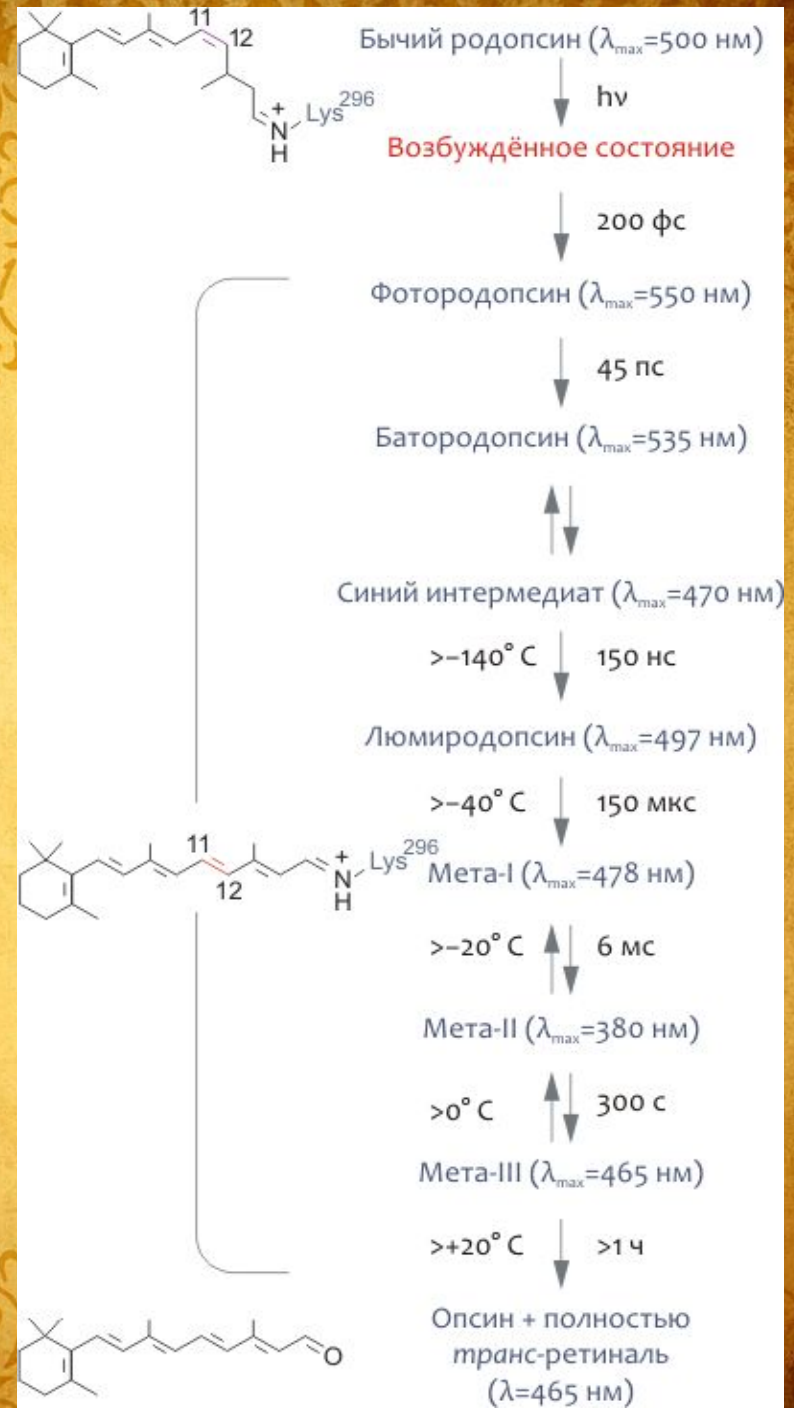 11
12
Lys296
+
N
H
Бычий родопсин (λmax=500 нм)
hν
Возбуждённое состояние
200 фс
Фотородопсин (λmax=550 нм)
45 пс
Батородопсин (λmax=535 нм)
Синий интермедиат (λmax=470 нм)
>−140° C 150 нс
Люмиродопсин (λmax=497 нм)
>−40° C 150 мкс
11
12
Lys296
+
N
H
Мета-I (λmax=478 нм)
>−20° C 6 мс
Мета-II (λmax=380 нм)
>0° C 300 с
Мета-III (λmax=465 нм)
>+20° C >1 ч
O
Опсин + полностью
транс-ретиналь
(λ=465 нм)